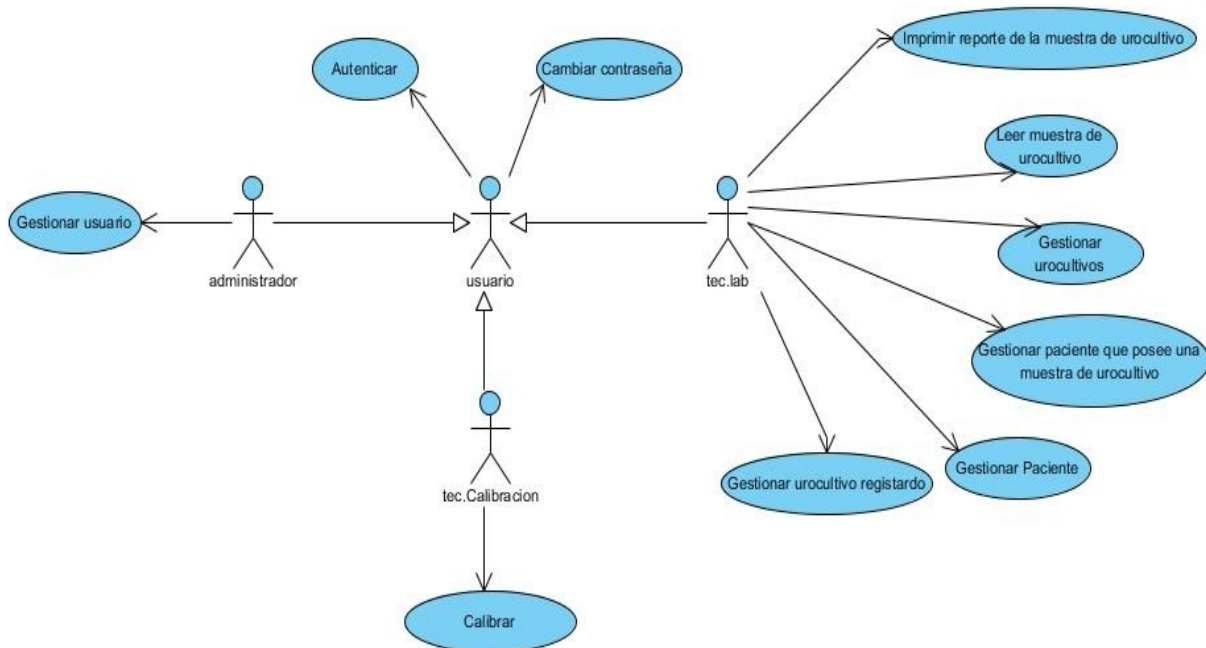 Imprimir reporte de la muestra de urocultivo
Autenticar
Cambiar contraseña
Leer muestra de
urocultivo
Gestionar usuario
Gestionar
urocultivos
administrador
usuario
tec.lab
Gestionar paciente que posee una
muestra de urocultivo
Gestionar Paciente
Gestionar urocultivo registardo
tec.Calibracion
Calibrar